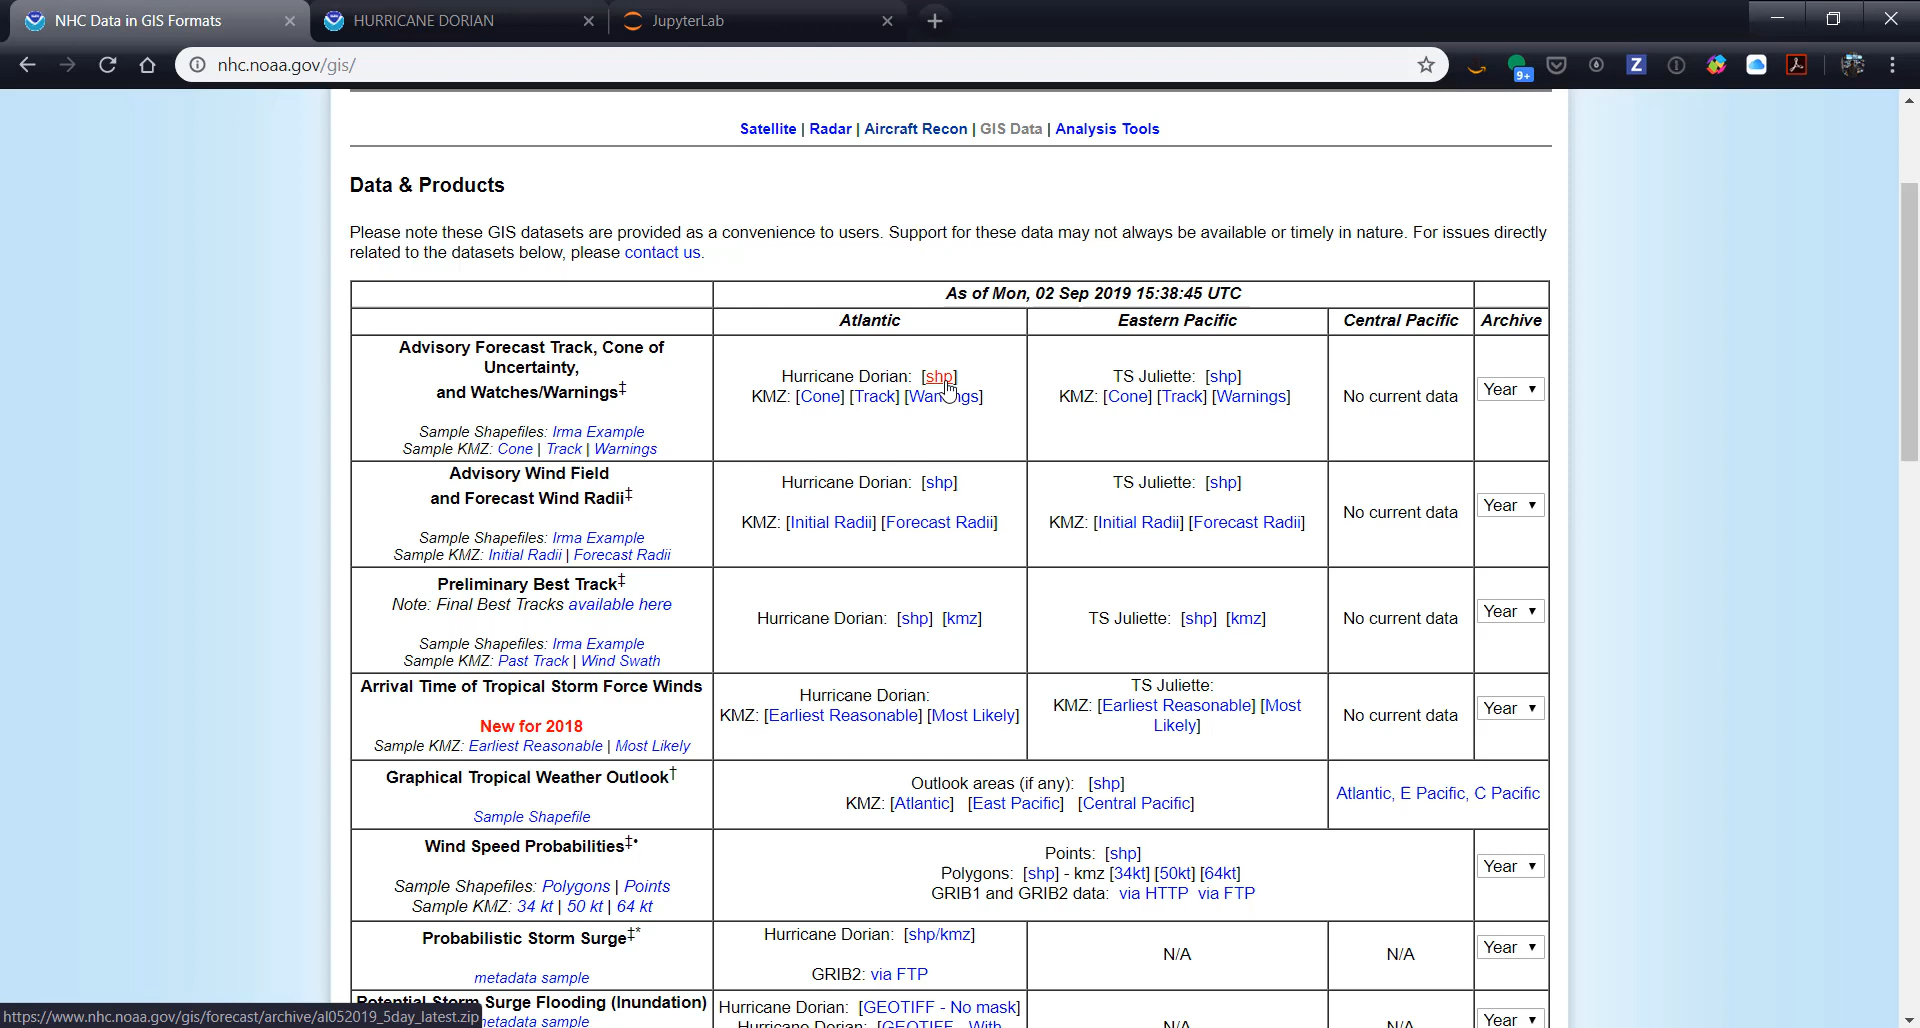 NHC Data in GIS Formats
HURRICANE DORIAN
JupyterLab
nhc.noaa.gov/gis/
9+
Z
Satellite | Radar | Aircraft Recon | GIS Data | Analysis Tools
Data & Products
Please note these GIS datasets are provided as a convenience to users. Support for these data may not always be available or timely in nature. For issues directly
related to the datasets below, please contact us.
As of Mon, 02 Sep 2019 15:38:45 UTC
Atlantic Eastern Pacific Central Pacific Archive
Advisory Forecast Track, Cone of
Uncertainty,
and Watches/Warnings‡
Sample Shapefiles: Irma Example
Sample KMZ: Cone | Track | Warnings
Hurricane Dorian: [shp]
KMZ: [Cone] [Track] [Warnings]
TS Juliette: [shp]
KMZ: [Cone] [Track] [Warnings]
No current data
Year
Advisory Wind Field
and Forecast Wind Radii‡
Sample Shapefiles: Irma Example
Sample KMZ: Initial Radii | Forecast Radii
Hurricane Dorian: [shp]
KMZ: [Initial Radii] [Forecast Radii]
TS Juliette: [shp]
KMZ: [Initial Radii] [Forecast Radii]
No current data
Year
Preliminary Best Track‡
Note: Final Best Tracks available here
Sample Shapefiles: Irma Example
Sample KMZ: Past Track | Wind Swath
Hurricane Dorian: [shp] [kmz]
TS Juliette: [shp] [kmz]
No current data
Year
Arrival Time of Tropical Storm Force Winds
New for 2018
Sample KMZ: Earliest Reasonable | Most Likely
Hurricane Dorian:
KMZ: [Earliest Reasonable] [Most Likely]
TS Juliette:
KMZ: [Earliest Reasonable] [Most
Likely]
No current data
Year
Graphical Tropical Weather Outlook†
Sample Shapefile
Outlook areas (if any): [shp]
KMZ: [Atlantic] [East Pacific] [Central Pacific]
Atlantic, E Pacific, C Pacific
Wind Speed Probabilities‡•
Sample Shapefiles: Polygons | Points
Sample KMZ: 34 kt | 50 kt | 64 kt
Points: [shp]
Polygons: [shp] - kmz [34kt] [50kt] [64kt]
GRIB1 and GRIB2 data: via HTTP via FTP
Year
Probabilistic Storm Surge‡*
metadata sample
Hurricane Dorian: [shp/kmz]
GRIB2: via FTP
N/A
N/A
Year
Potential Storm Surge Flooding (Inundation)
metadata sample
Hurricane Dorian: [GEOTIFF - No mask]
Hurricane Dorian: [GEOTIFF - With
N/A
N/A
Year
https://www.nhc.noaa.gov/gis/forecast/archive/al052019_5day_latest.zip